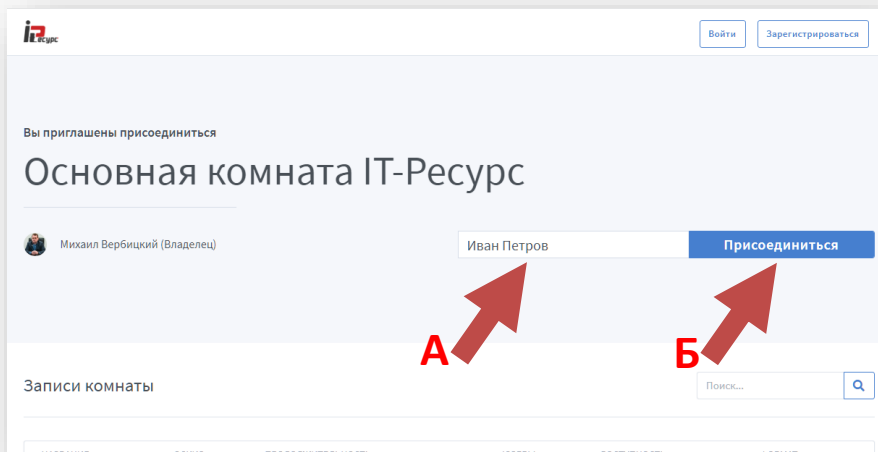 Ресурс
Войти
Зарегистрироваться
Вы приглашены присоединиться
Основная комната IT-Ресурс
Михаил Вербицкий (Владелец)
Иван Петров
Присоединиться
А
Б
Записи комнаты
Поиск...